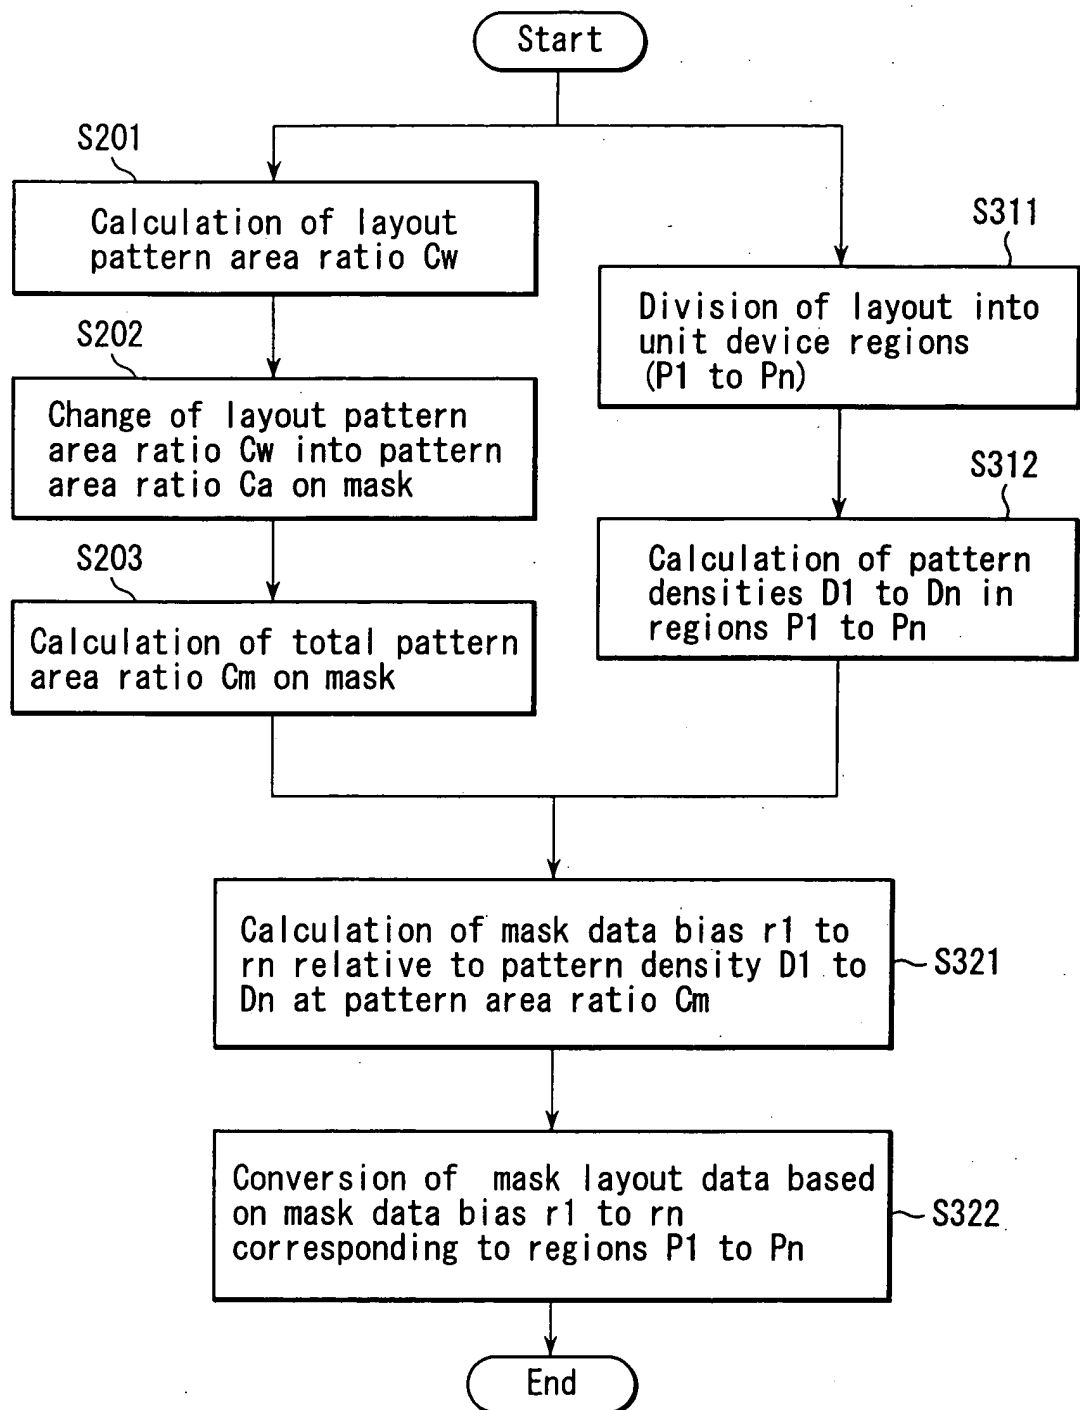 Start
S201
Calculation of layout
pattern area ratio Cw
S202
Change of layout pattern
area ratio Cw into pattern
area ratio Ca on mask
S203
Calculation of total pattern
area ratio Cm on mask
S311
Division of layout into
unit device regions
(P1 to Pn)
S312
Calculation of pattern
densities D1 to Dn in
regions P1 to Pn
Calculation of mask data bias r1 to
rn relative to pattern density D1 to
Dn at pattern area ratio Cm
S321
Conversion of mask layout data based
on mask data bias r1 to rn
corresponding to regions P1 to Pn
S322
End